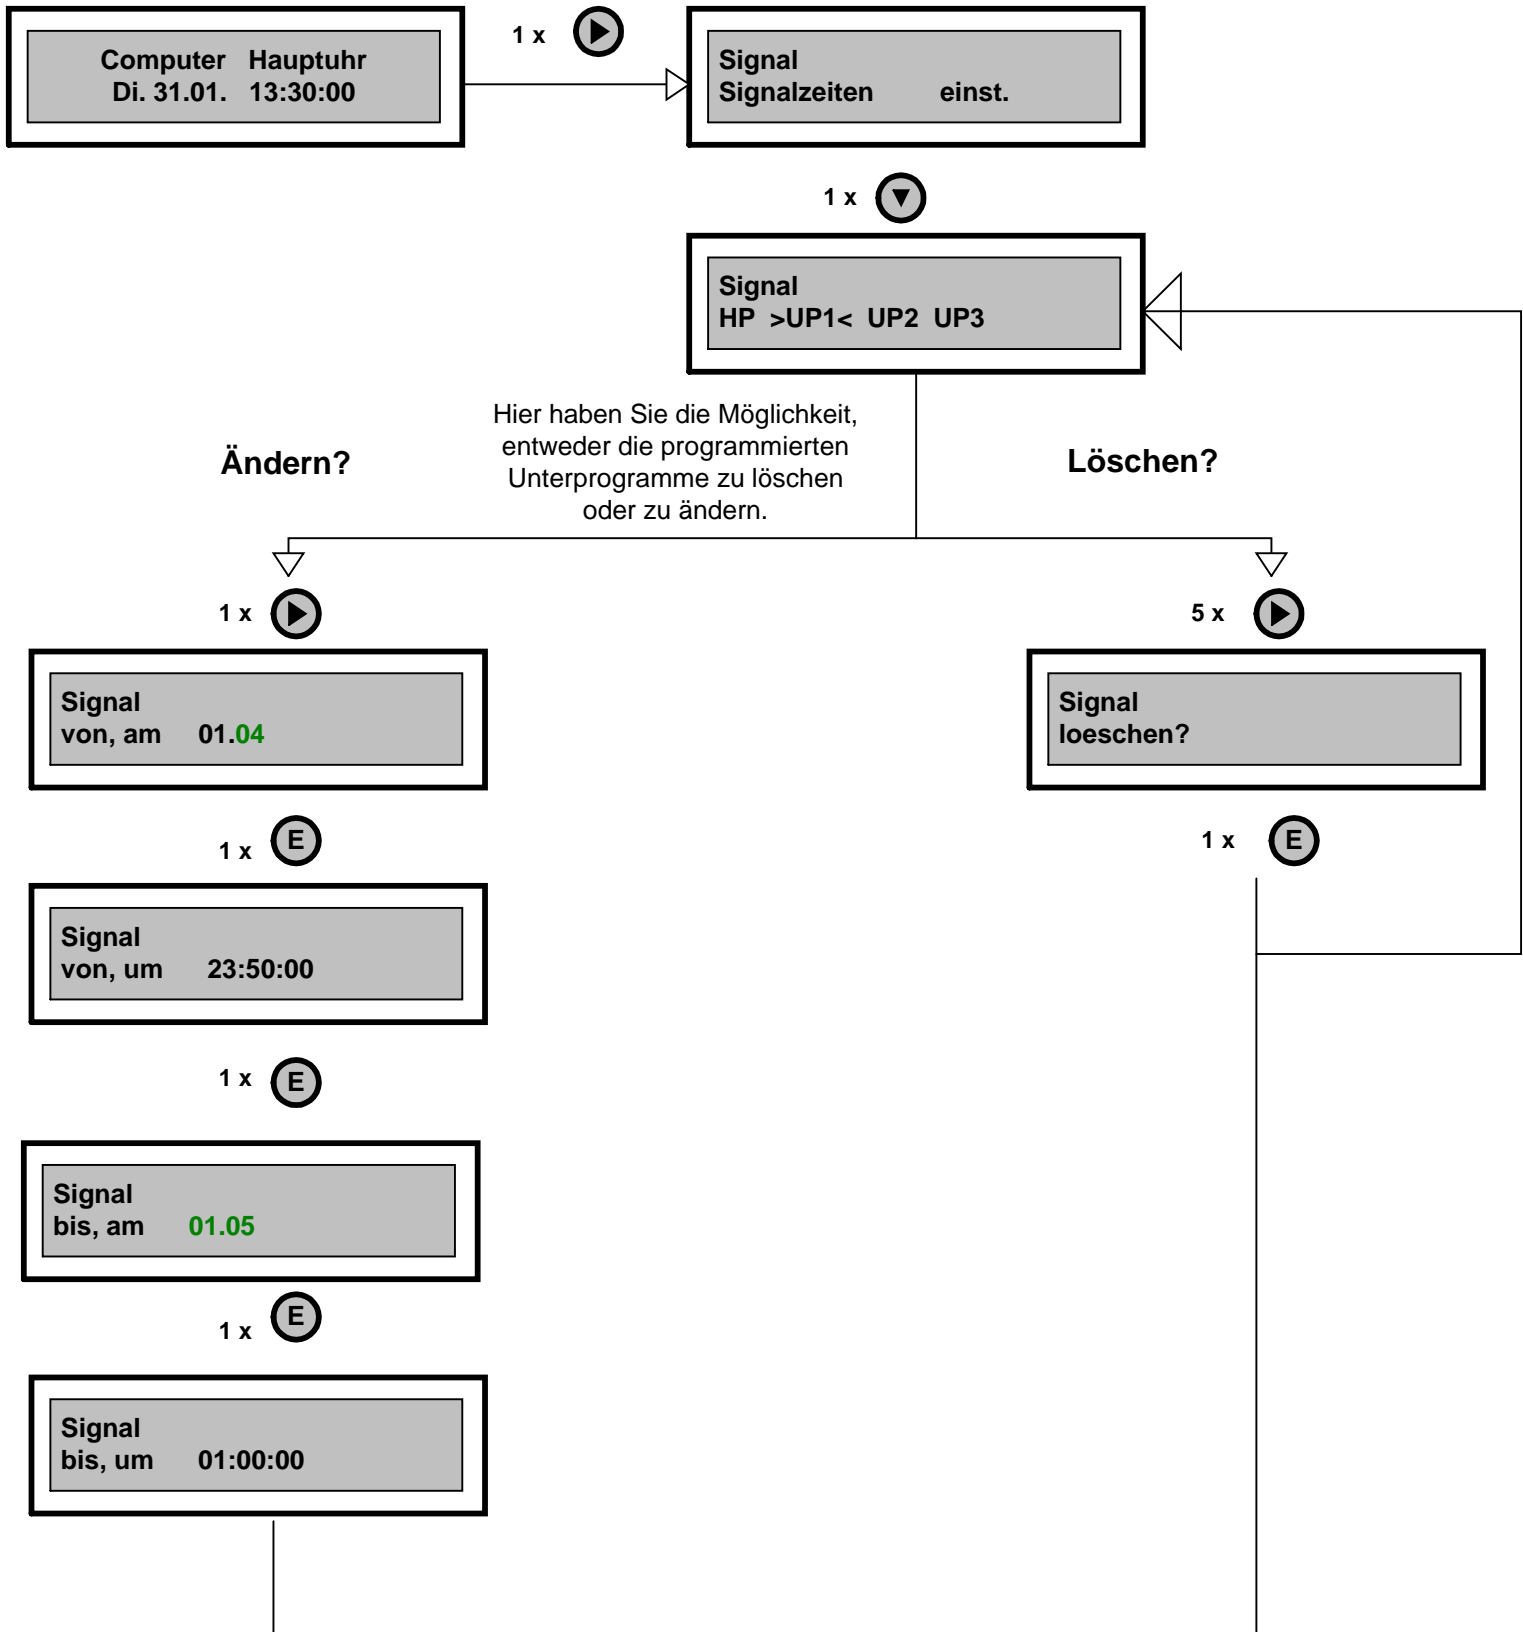 Computer Hauptuhr
Di. 31.01. 13:30:00
1 x
Signal
Signalzeiten einst.
1 x
Signal
HP >UP1< UP2 UP3
Hier haben Sie die Möglichkeit,
entweder die programmierten
Unterprogramme zu löschen
oder zu ändern.
Ändern?
Löschen?
1 x
Signal
von, am 01.04
1 x E
Signal
von, um 23:50:00
1 x E
Signal
bis, am 01.05
1 x E
Signal
bis, um 01:00:00
5 x
Signal
loeschen?
1 x E